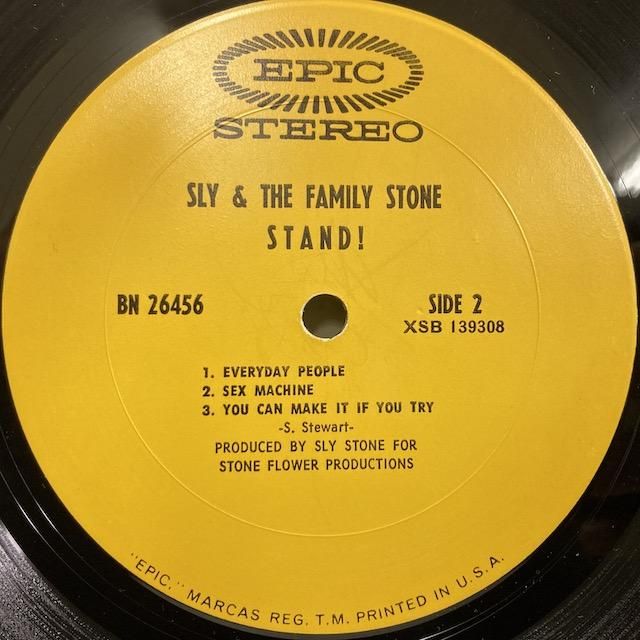 EPIC
STEREO
SLY & THE FAMILY STONE
STAND!
BN 26456
SIDE 2
XSB 139308
1. EVERYDAY PEOPLE
2. SEX MACHINE
3. YOU CAN MAKE IT IF YOU TRY
-S. Stewart-
PRODUCED BY SLY STONE FOR
STONE FLOWER PRODUCTIONS
"EPIC," MARCAS REG. T.M. PRINTED IN U.S.A.